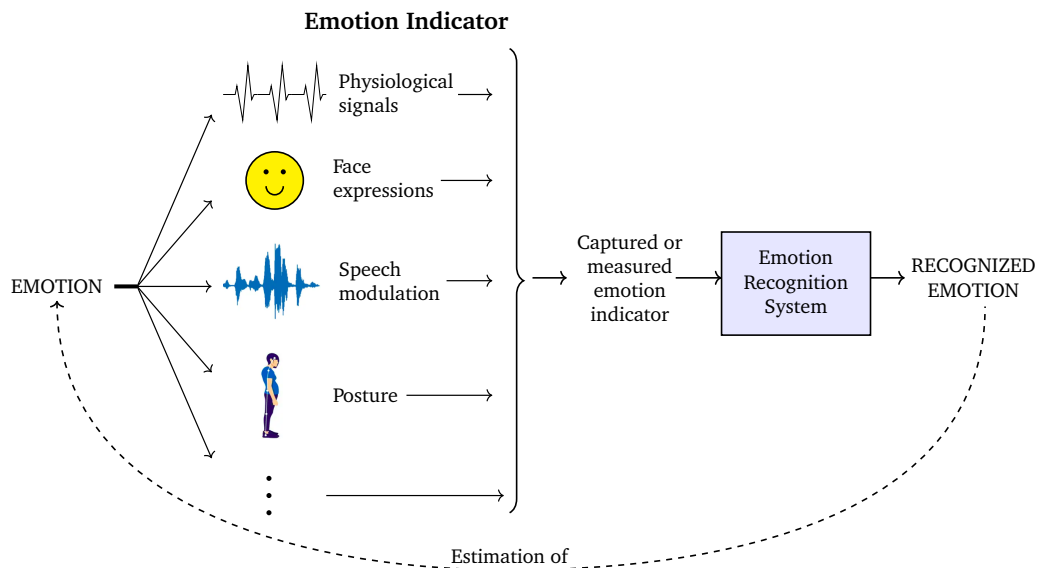 Emotion Indicator
Physiological
signals
Face
expressions
Speech
modulation
Posture
EMOTION
Captured or
measured
emotion
indicator
Emotion
Recognition
System
RECOGNIZED
EMOTION
Estimation of